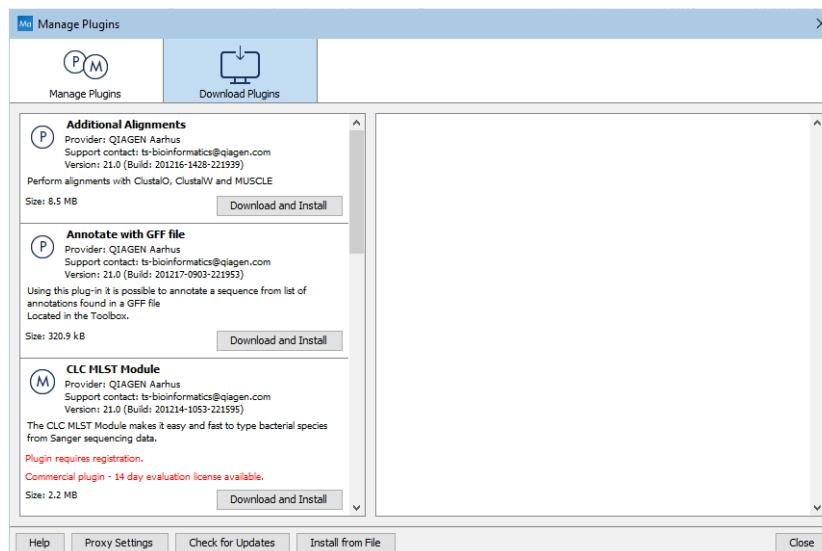 Ma Manage Plugins
P M
Manage Plugins
Download Plugins
P
Additional Alignments
Provider: QIAGEN Aarhus
Support contact: ts-bioinformatics@qiagen.com
Version: 21.0 (Build: 201216-1428-221939)
Perform alignments with ClustalO, ClustalW and MUSCLE
Size: 8.5 MB
Download and Install
P
Annotate with GFF file
Provider: QIAGEN Aarhus
Support contact: ts-bioinformatics@qiagen.com
Version: 21.0 (Build: 201217-0903-221953)
Using this plug-in it is possible to annotate a sequence from list of
annotations found in a GFF file
Located in the Toolbox.
Size: 320.9 kB
Download and Install
M
CLC MLST Module
Provider: QIAGEN Aarhus
Support contact: ts-bioinformatics@qiagen.com
Version: 21.0 (Build: 201214-1053-221595)
The CLC MLST Module makes it easy and fast to type bacterial species
from Sanger sequencing data.
Plugin requires registration.
Commercial plugin - 14 day evaluation license available.
Size: 2.2 MB
Download and Install
Help
Proxy Settings
Check for Updates
Install from File
Close